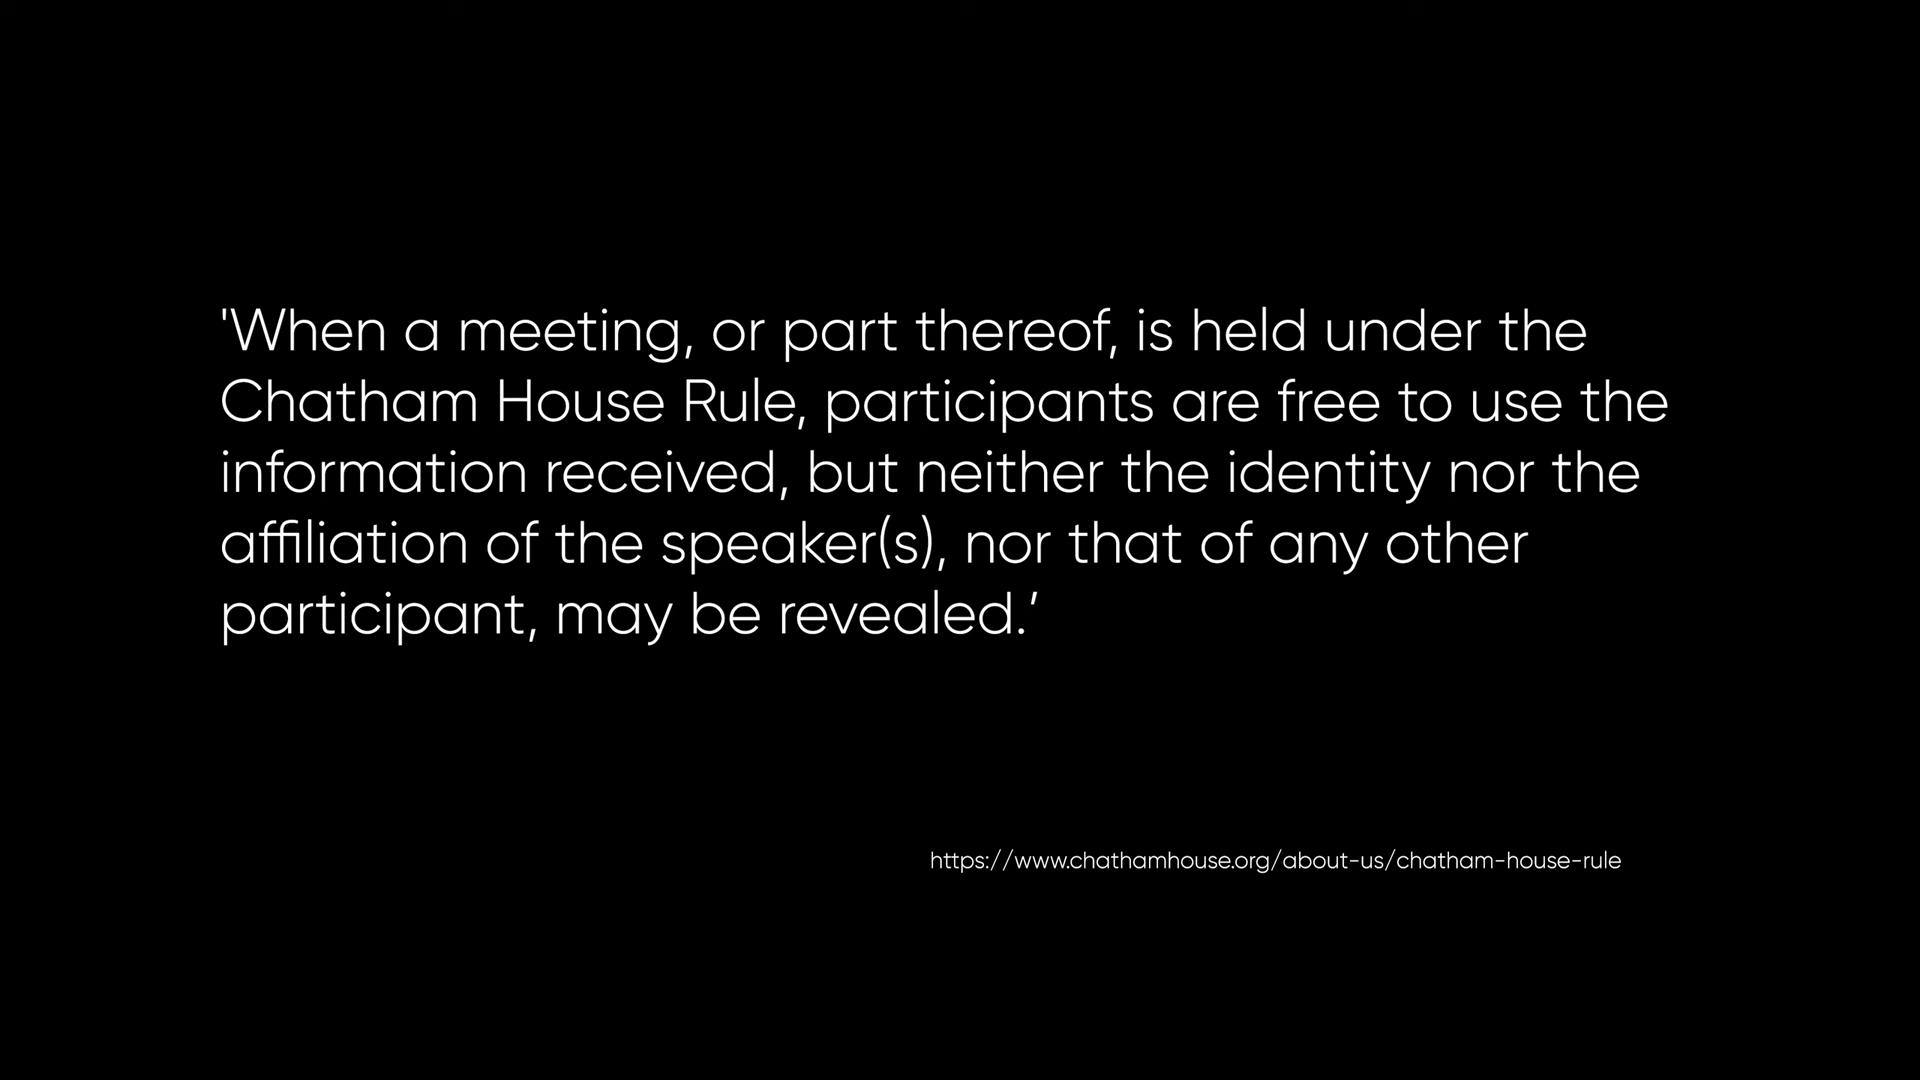 'When a meeting, or part thereof, is held under the
Chatham House Rule, participants are free to use the
information received, but neither the identity nor the
affiliation of the speaker(s), nor that of any other
participant, may be revealed.’
https://www.chathamhouse.org/about-us/chatham-house-rule